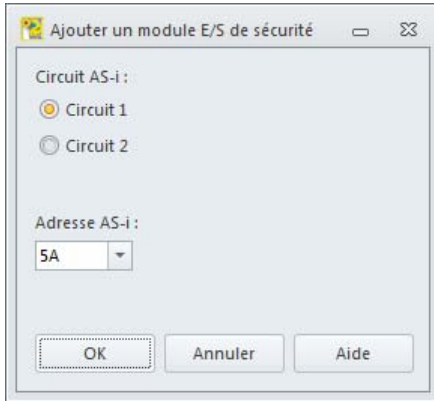 Ajouter un module E/S de sécurité
Circuit AS-i :
Circuit 1
Circuit 2
Adresse AS-i :
5A
OK Annuler Aide